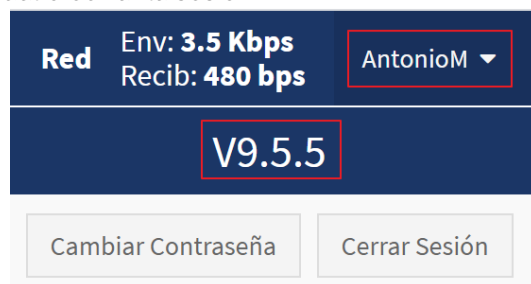 Red
Env: 3.5 Kbps
Recib: 480 bps
AntonioM
V9.5.5
Cambiar Contraseña
Cerrar Sesión